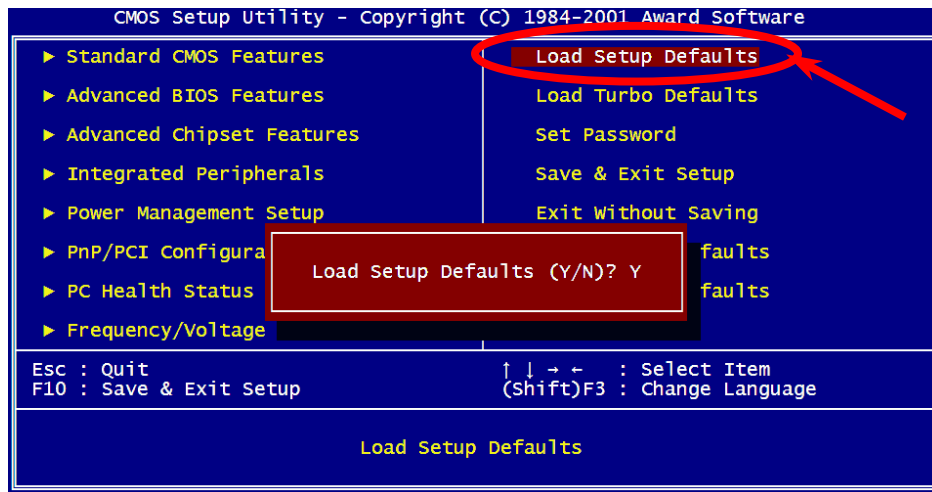 CMOS Setup Utility - Copyright (C) 1984-2001 Award Software
► Standard CMOS Features
► Advanced BIOS Features
► Advanced Chipset Features
► Integrated Peripherals
► Power Management Setup
► PnP/PCI Configura
► PC Health Status
► Frequency/Voltage
Load Setup Defaults
Load Turbo Defaults
Set Password
Save & Exit Setup
Exit Without Saving
faults
faults
Load Setup Defaults (Y/N)? Y
Esc : Quit
F10 : Save & Exit Setup
↑ ↓ → ← : Select Item
(Shift)F3 : Change Language
Load Setup Defaults